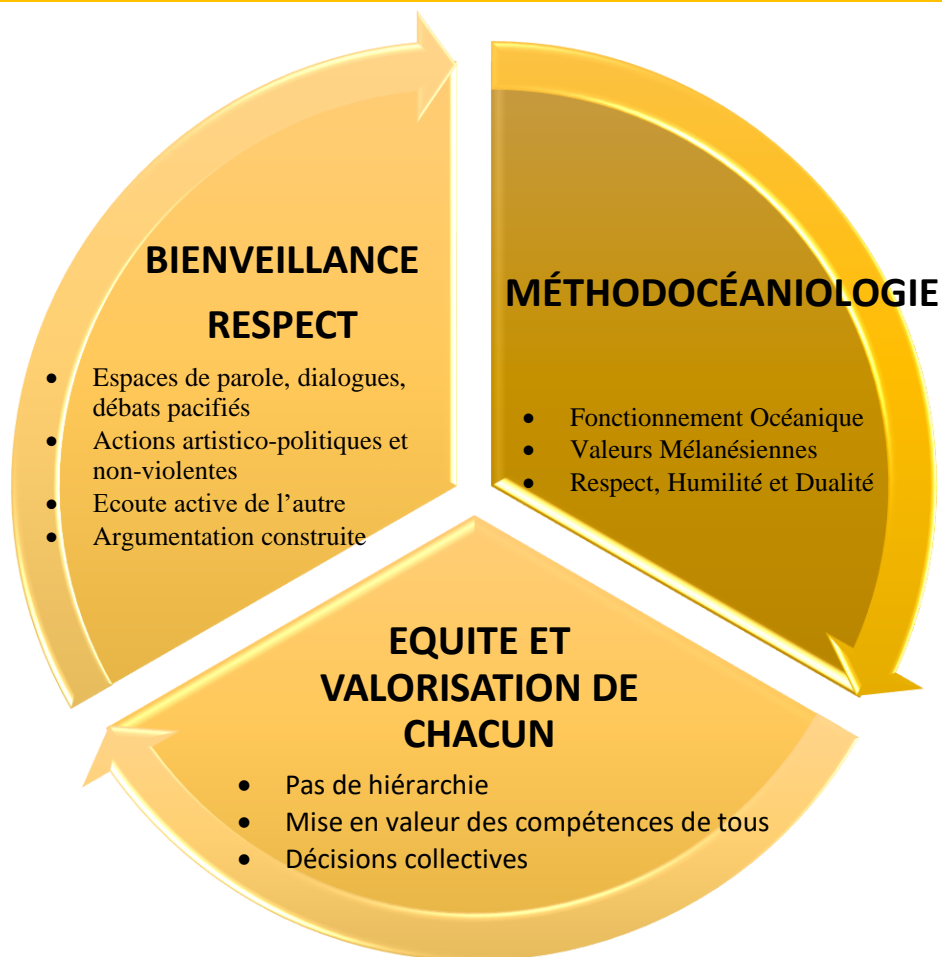 BIENVEILLANCE
RESPECT
• Espaces de parole, dialogues,
débats pacifiés
• Actions artistico-politiques et
non-violentes
• Ecoute active de l’autre
• Argumentation construite
MÉTHODOCÉANIOLOGIE
• Fonctionnement Océanique
• Valeurs Mélanésiennes
• Respect, Humilité et Dualité
EQUITE ET
VALORISATION DE
CHACUN
• Pas de hiérarchie
• Mise en valeur des compétences de tous
• Décisions collectives